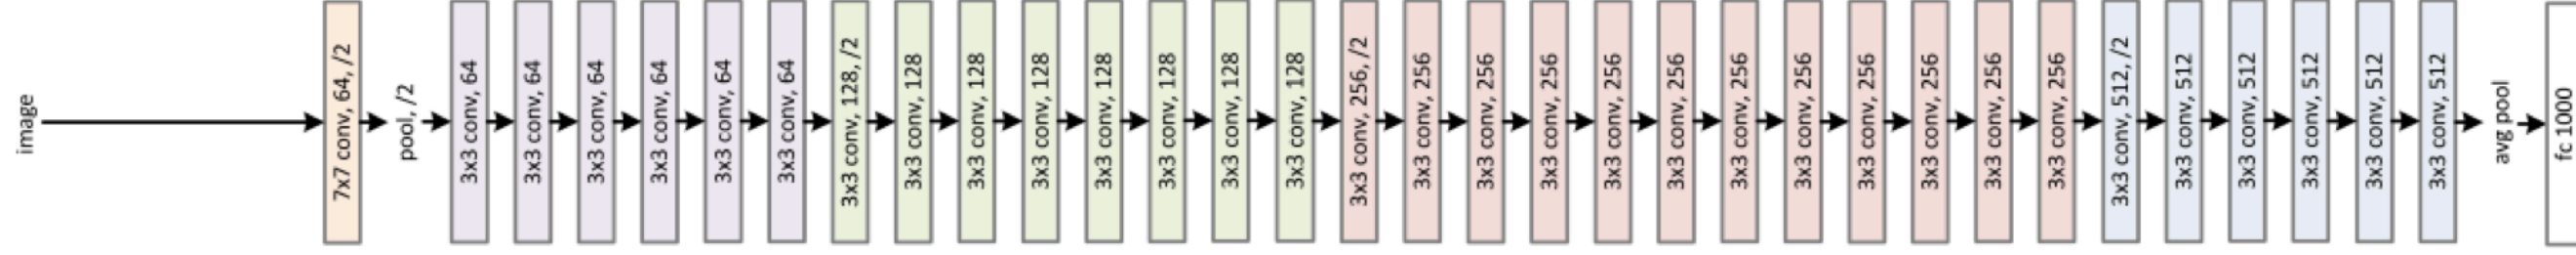 image
7x7 conv, 64, /2
pool, /2
3x3 conv, 64
3x3 conv, 64
3x3 conv, 64
3x3 conv, 64
3x3 conv, 64
3x3 conv, 64
3x3 conv, 128, /2
3x3 conv, 128
3x3 conv, 128
3x3 conv, 128
3x3 conv, 128
3x3 conv, 128
3x3 conv, 128
3x3 conv, 128
3x3 conv, 256, /2
3x3 conv, 256
3x3 conv, 256
3x3 conv, 256
3x3 conv, 256
3x3 conv, 256
3x3 conv, 256
3x3 conv, 256
3x3 conv, 256
3x3 conv, 256
3x3 conv, 256
3x3 conv, 256
3x3 conv, 512, /2
3x3 conv, 512
3x3 conv, 512
3x3 conv, 512
3x3 conv, 512
3x3 conv, 512
avg pool
fc 1000